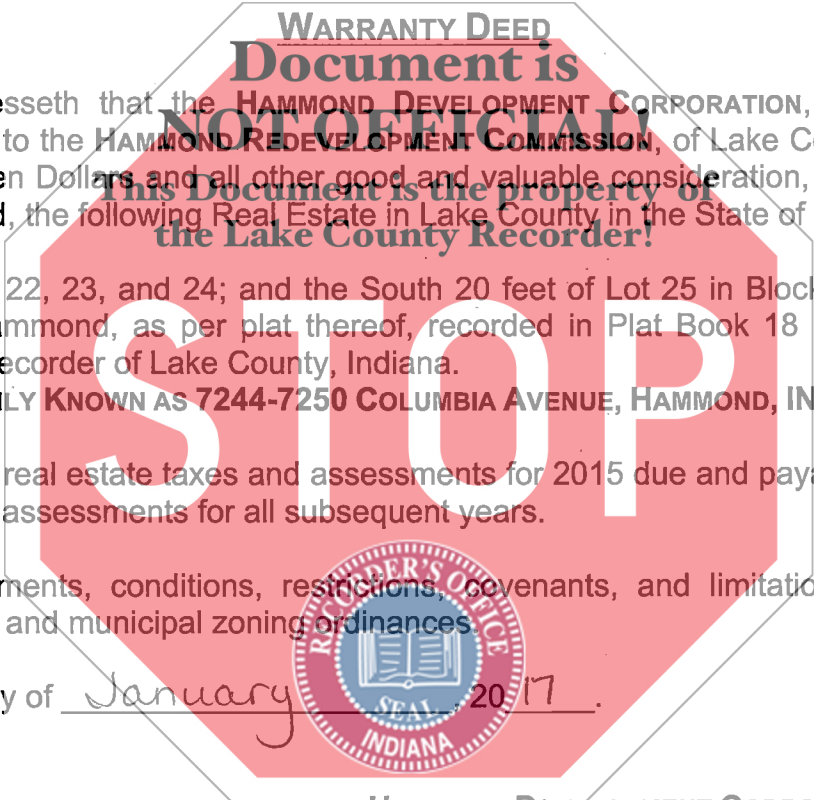 WARRANTY DEED
Document is
esseth that the HAMMOND DEVELOPMENT CORPORATION,
NOT OFFICIAL!
to the HAMMOND REDEVELOPMENT COMMISSION, of Lake Co
en Dollars and all other good and valuable consideration,
This Document is the property of
d, the following Real Estate in Lake County in the State of
the Lake County Recorder!
22, 23, and 24; and the South 20 feet of Lot 25 in Block
ammond, as per plat thereof, recorded in Plat Book 18
ecorder of Lake County, Indiana.
LY KNOWN AS 7244-7250 COLUMBIA AVENUE, HAMMOND, IN
STOP
real estate taxes and assessments for 2015 due and paya
assessments for all subsequent years.
ments, conditions, restrictions, covenants, and limitatio
and municipal zoning ordinances.
RECORDER'S OFFICE
SEAL
INDIANA
y of January, 2017.